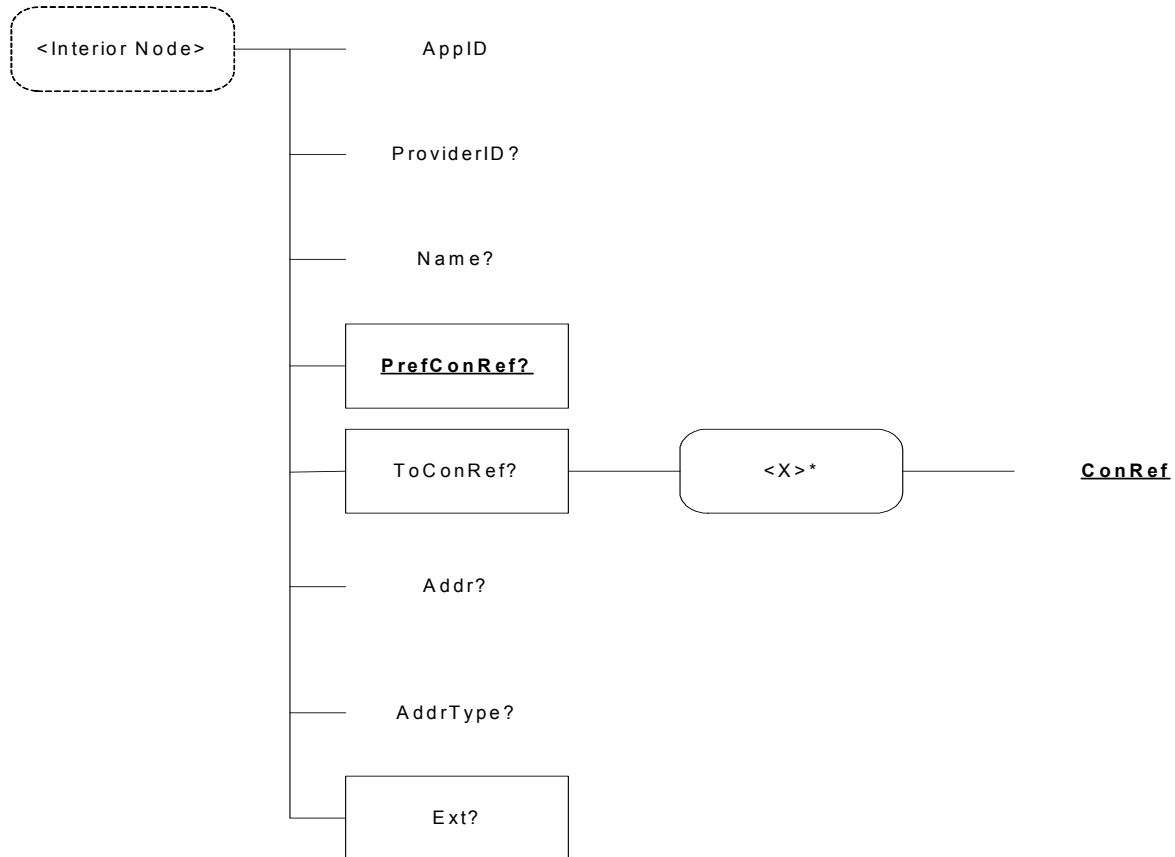 <Interior Node>
AppID
ProviderID?
Name?
PrefConRef?
ToConRef?
<X>*
ConRef
Addr?
AddrType?
Ext?